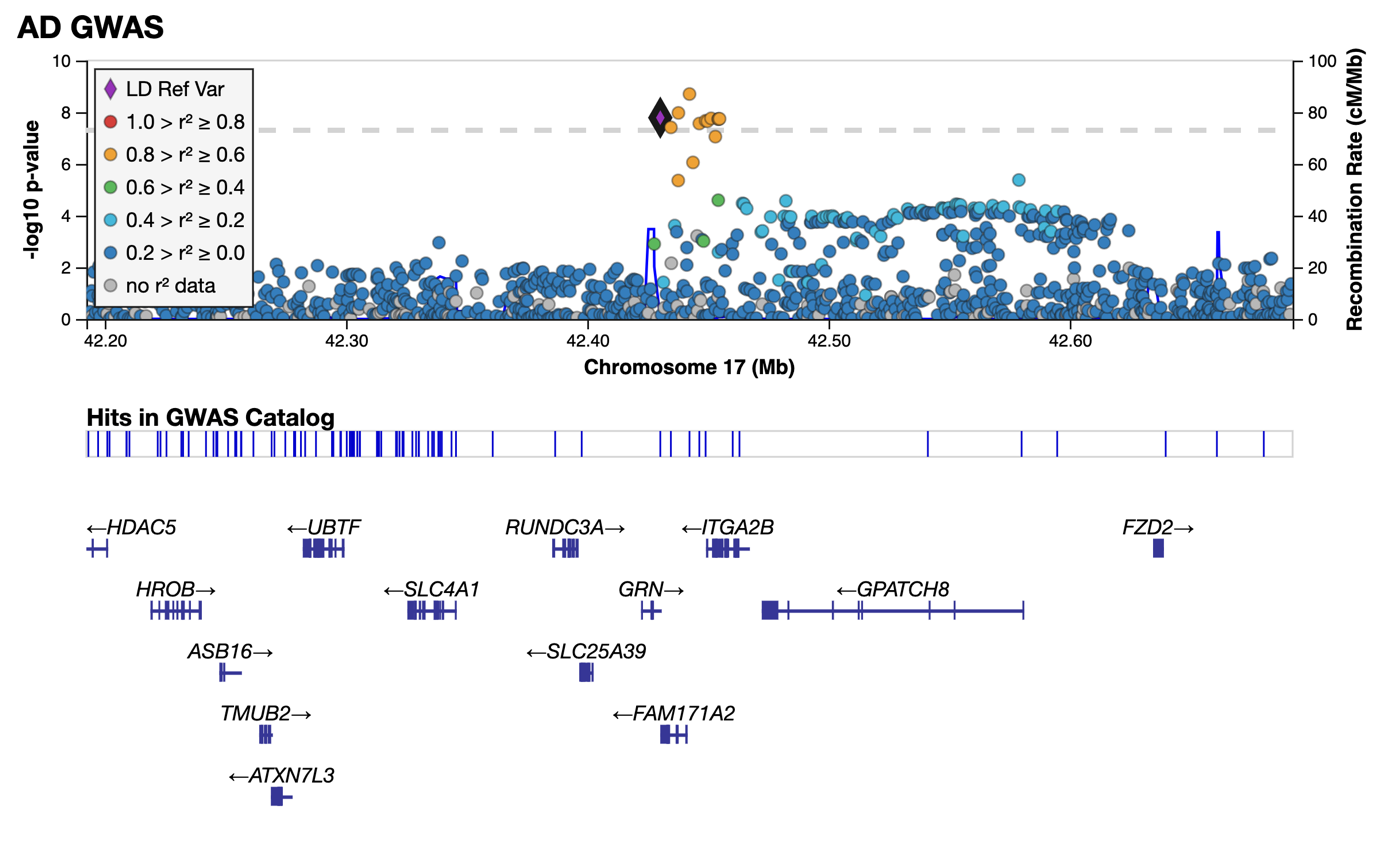 AD GWAS
-log10 p-value
10
8
6
4
2
0
LD Ref Var
1.0 > r² ≥ 0.8
0.8 > r² ≥ 0.6
0.6 > r² ≥ 0.4
0.4 > r² ≥ 0.2
0.2 > r² ≥ 0.0
no r² data
100
80
60
40
20
0
Recombination Rate (cM/Mb)
42.20 42.30 42.40 42.50 42.60
Chromosome 17 (Mb)
Hits in GWAS Catalog
←HDAC5 ←UBTF RUNDC3A→ ←ITGA2B FZD2→
HROB→ ←SLC4A1 GRN→ ←GPATCH8
ASB16→ ←SLC25A39
TMUB2→ ←FAM171A2
←ATXN7L3